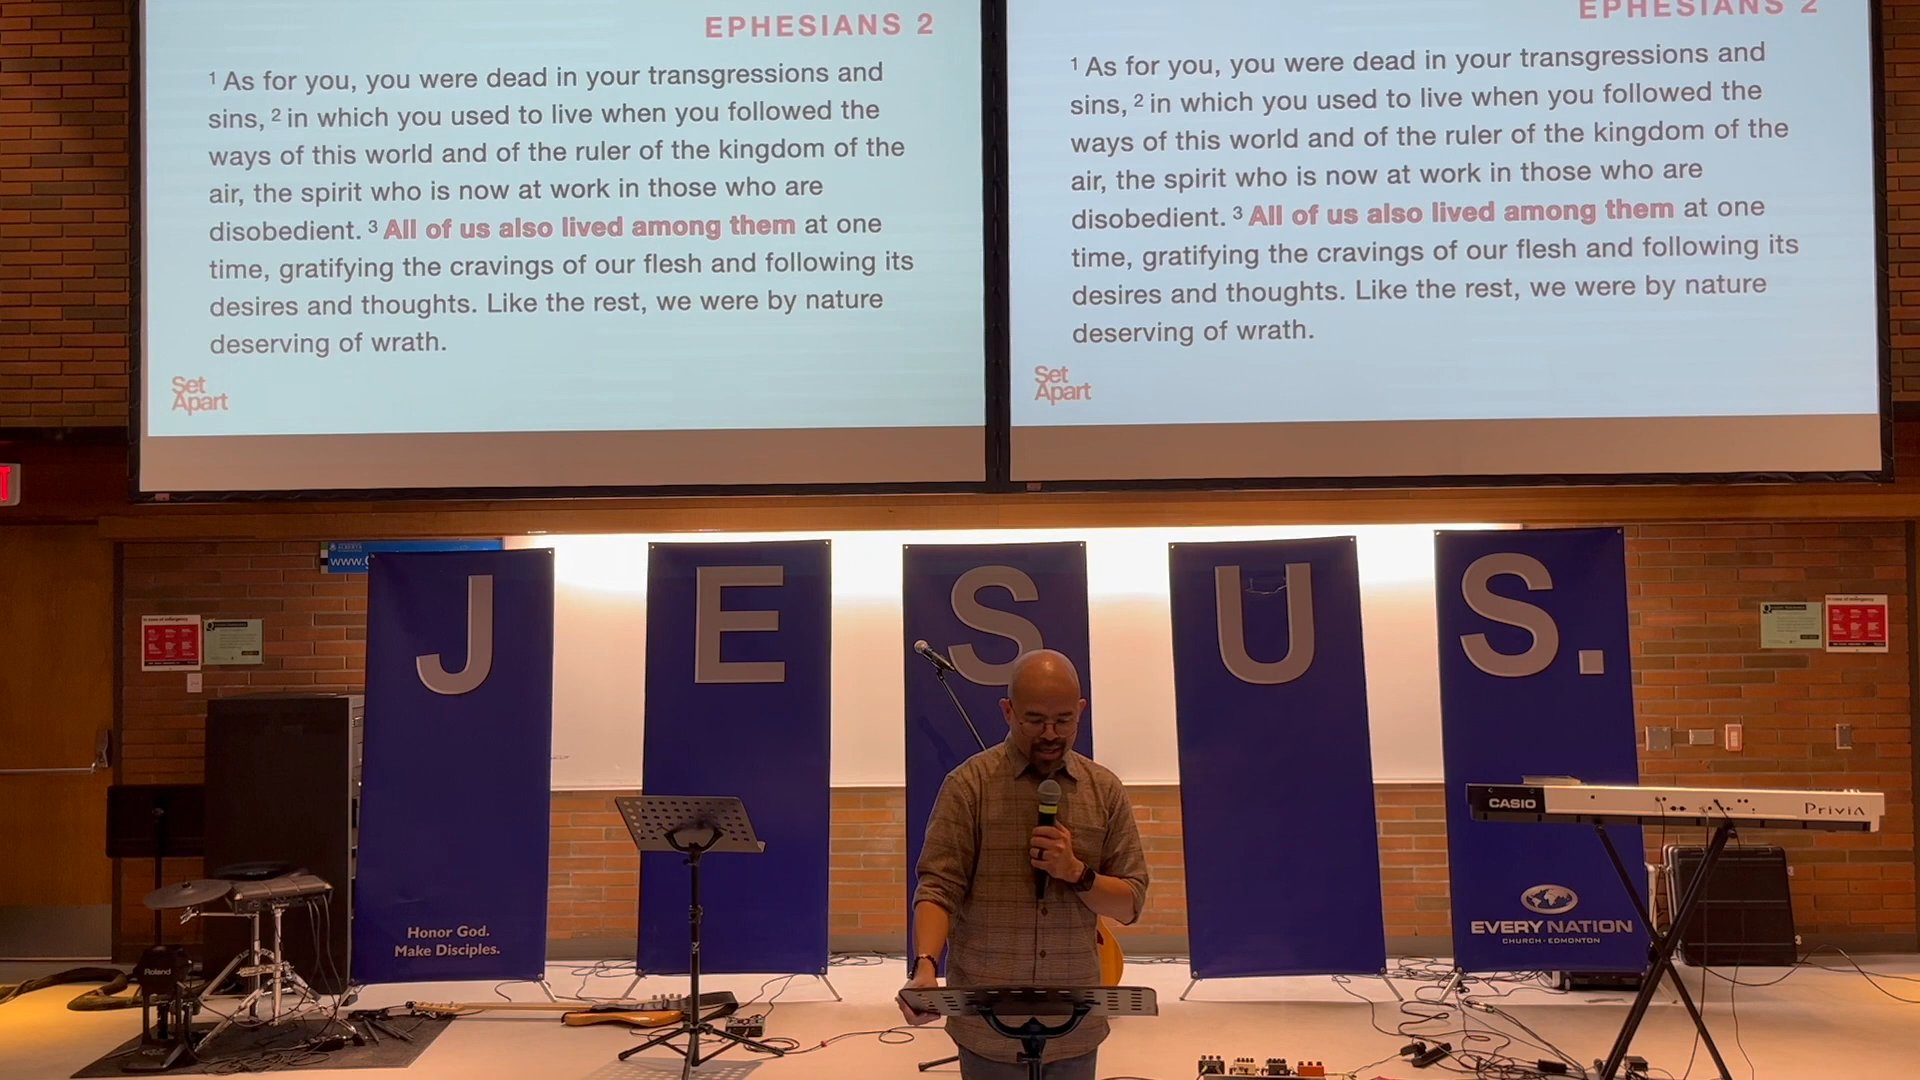 EPHESIANS 2
¹ As for you, you were dead in your transgressions and
sins, ² in which you used to live when you followed the
ways of this world and of the ruler of the kingdom of the
air, the spirit who is now at work in those who are
disobedient. ³ All of us also lived among them at one
time, gratifying the cravings of our flesh and following its
desires and thoughts. Like the rest, we were by nature
deserving of wrath.
Set
Apart
EPHESIANS 2
¹ As for you, you were dead in your transgressions and
sins, ² in which you used to live when you followed the
ways of this world and of the ruler of the kingdom of the
air, the spirit who is now at work in those who are
disobedient. ³ All of us also lived among them at one
time, gratifying the cravings of our flesh and following its
desires and thoughts. Like the rest, we were by nature
deserving of wrath.
Set
Apart
www.
J E S U S.
Honor God.
Make Disciples.
EVERY NATION
CHURCH · EDMONTON
CASIO
Privia
Roland